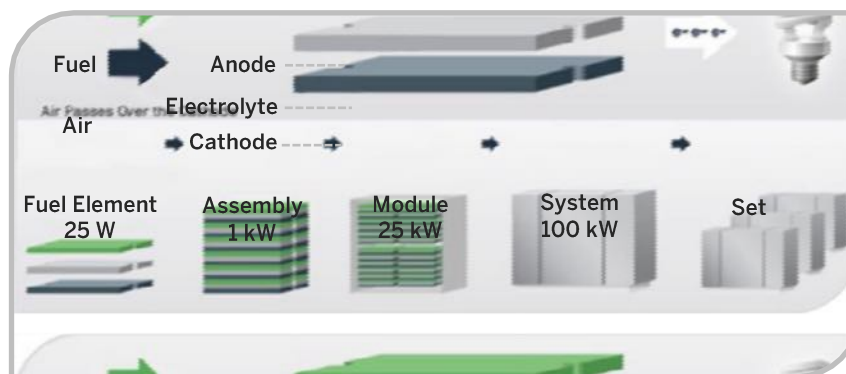 Fuel
Anode
Electrolyte
Air Passes Over the
Air
Cathode
Fuel Element
25 W
Assembly
1 kW
Module
25 kW
System
100 kW
Set